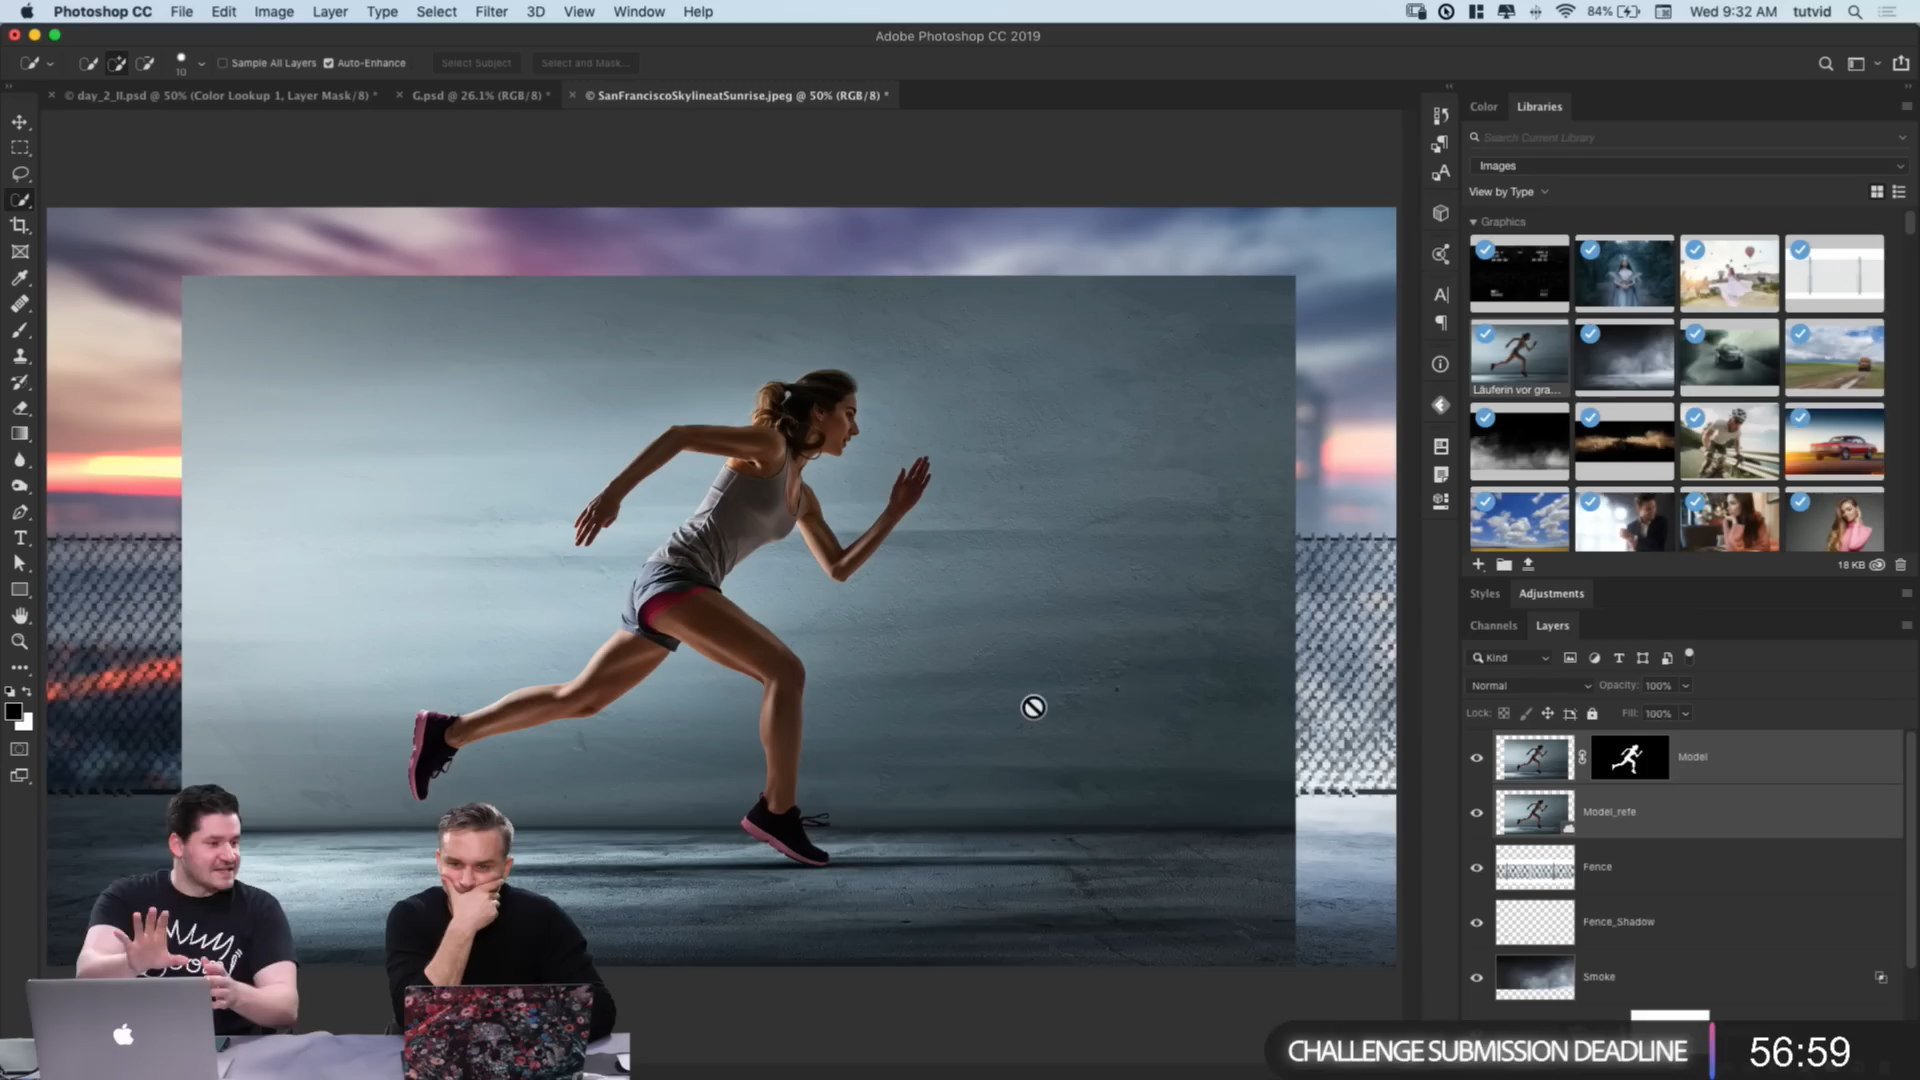 Photoshop CC File Edit Image Layer Type Select Filter 3D View Window Help 84% Wed 9:32 AM tutvid
Adobe Photoshop CC 2019
10 Sample All Layers Auto-Enhance Select Subject Select and Mask...
© day_2_II.psd @ 50% (Color Lookup 1, Layer Mask/8) * G.psd @ 26.1% (RGB/8) * © SanFranciscoSkylineatSunrise.jpeg @ 50% (RGB/8) *
Color Libraries
Search Current Library
Images
View by Type
Graphics
Läuferin vor gra...
18 KB
Styles Adjustments
Channels Layers
Kind
Normal Opacity: 100%
Lock: Fill: 100%
Model
Model_refe
Fence
Fence_Shadow
Smoke
CHALLENGE SUBMISSION DEADLINE 56:59